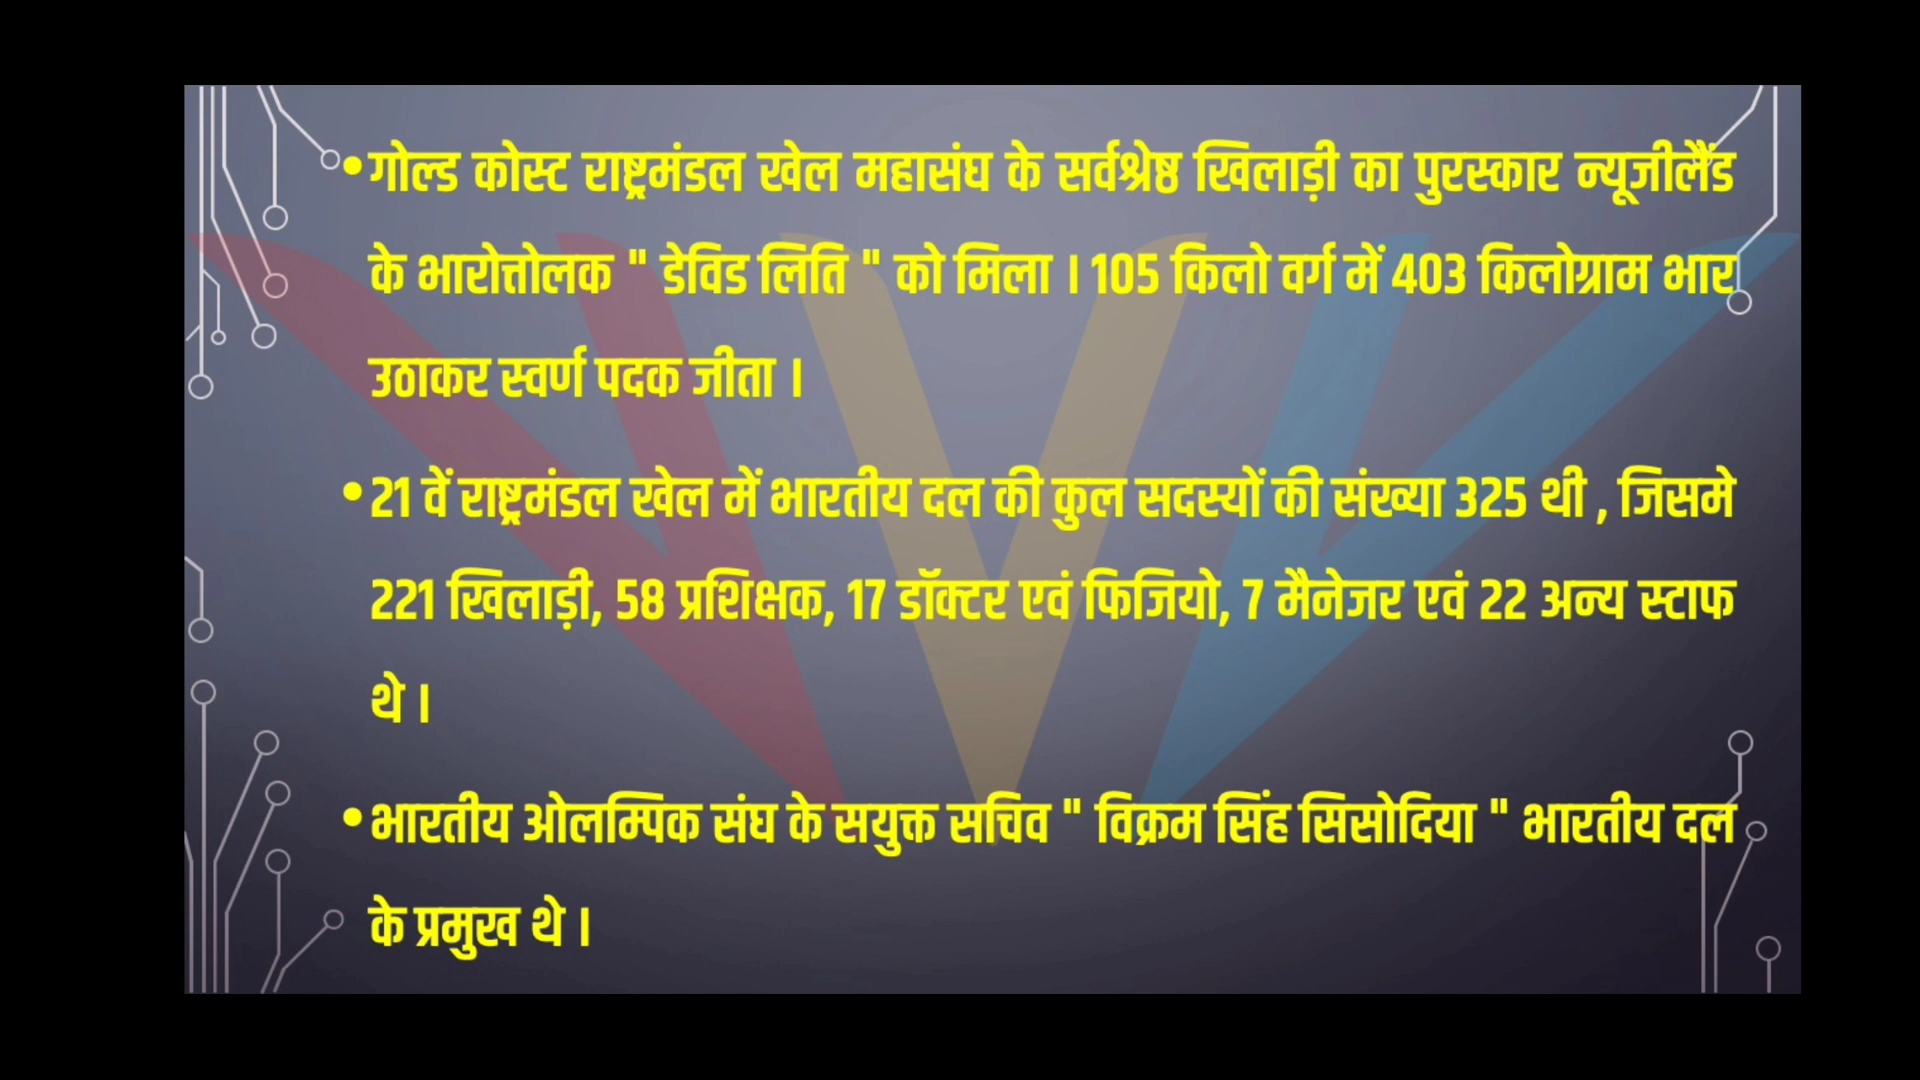 •गोल्ड कोस्ट राष्ट्रमंडल खेल महासंघ के सर्वश्रेष्ठ खिलाड़ी का पुरस्कार न्यूजीलैंड
के भारोत्तोलक " डेविड लिति " को मिला । 105 किलो वर्ग में 403 किलोग्राम भार
उठाकर स्वर्ण पदक जीता ।
•21 वें राष्ट्रमंडल खेल में भारतीय दल की कुल सदस्यों की संख्या 325 थी , जिसमे
221 खिलाड़ी, 58 प्रशिक्षक, 17 डॉक्टर एवं फिजियो, 7 मैनेजर एवं 22 अन्य स्टाफ
थे ।
•भारतीय ओलम्पिक संघ के सयुक्त सचिव " विक्रम सिंह सिसोदिया " भारतीय दल
के प्रमुख थे ।